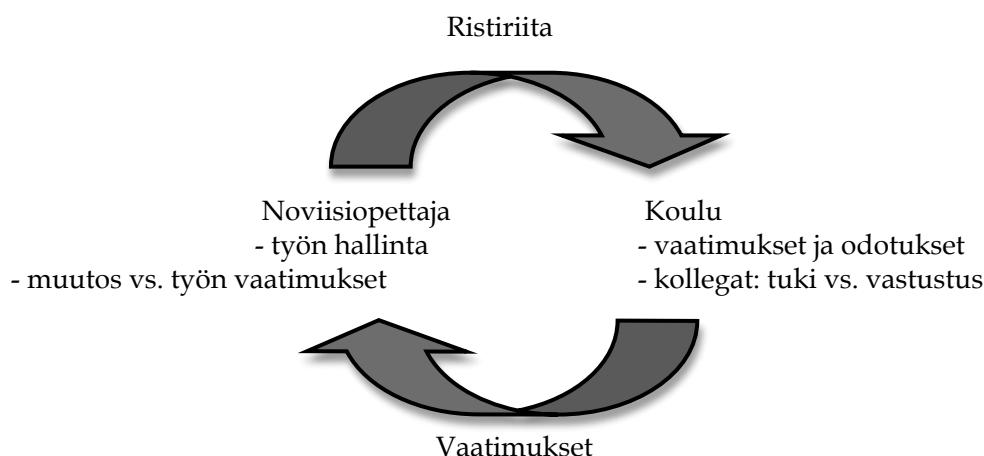 Ristiriita
Noviisiopettaja
- työn hallinta
- muutos vs. työn vaatimukset
Koulu
- vaatimukset ja odotukset
- kollegat: tuki vs. vastustus
Vaatimukset